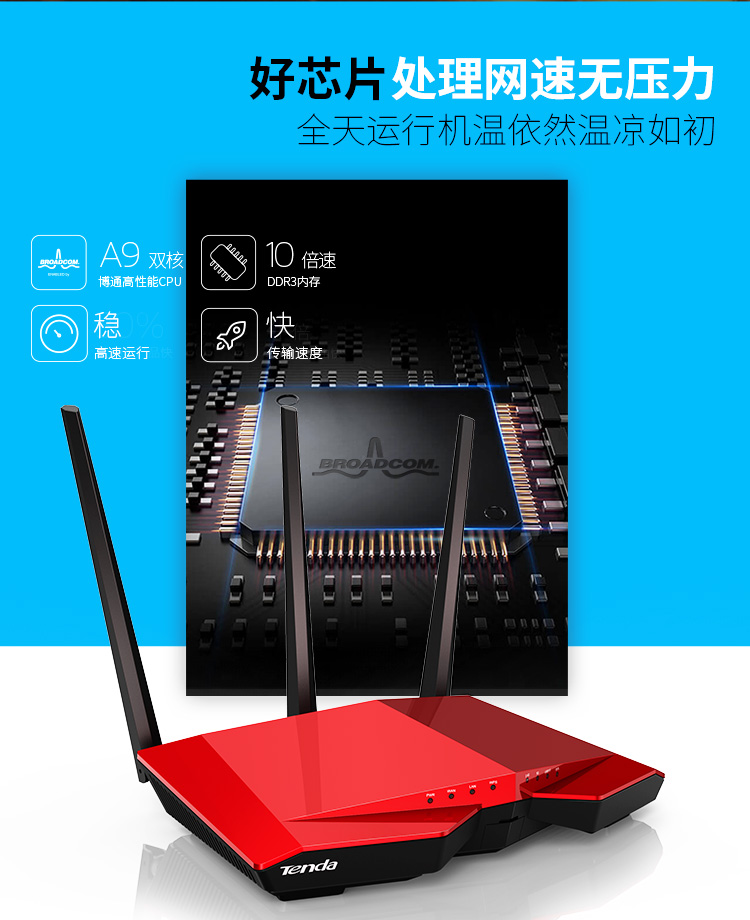 好芯片处理网速无压力
全天运行机温依然温凉如初
BROADCOM.
A9 双核
博通高性能CPU
10 倍速
DDR3内存
稳
高速运行
快
传输速度
BROADCOM.
Tenda